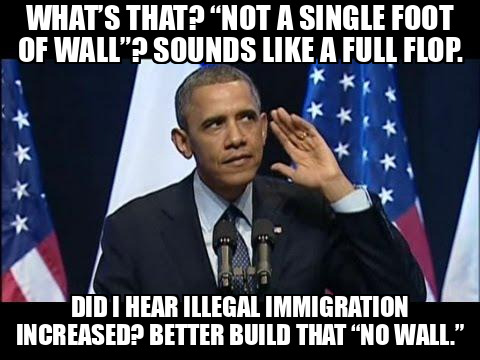 WHAT'S THAT? “NOT A SINGLE FOOT
OF WALL”? SOUNDS LIKE A FULL FLOP.
DID I HEAR ILLEGAL IMMIGRATION
INCREASED? BETTER BUILD THAT “NO WALL.”